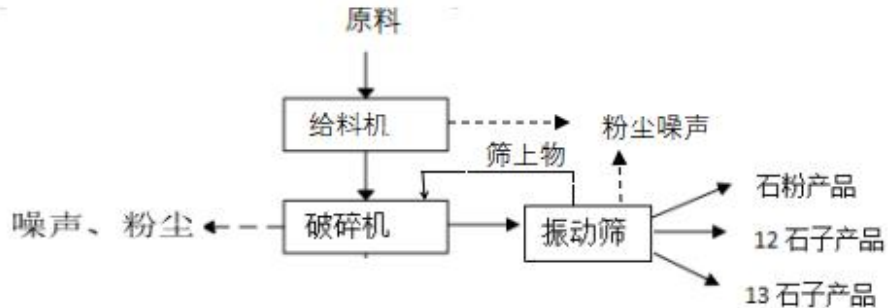 原料
给料机
粉尘噪声
筛上物
石粉产品
噪声、粉尘
破碎机
振动筛
12 石子产品
13 石子产品